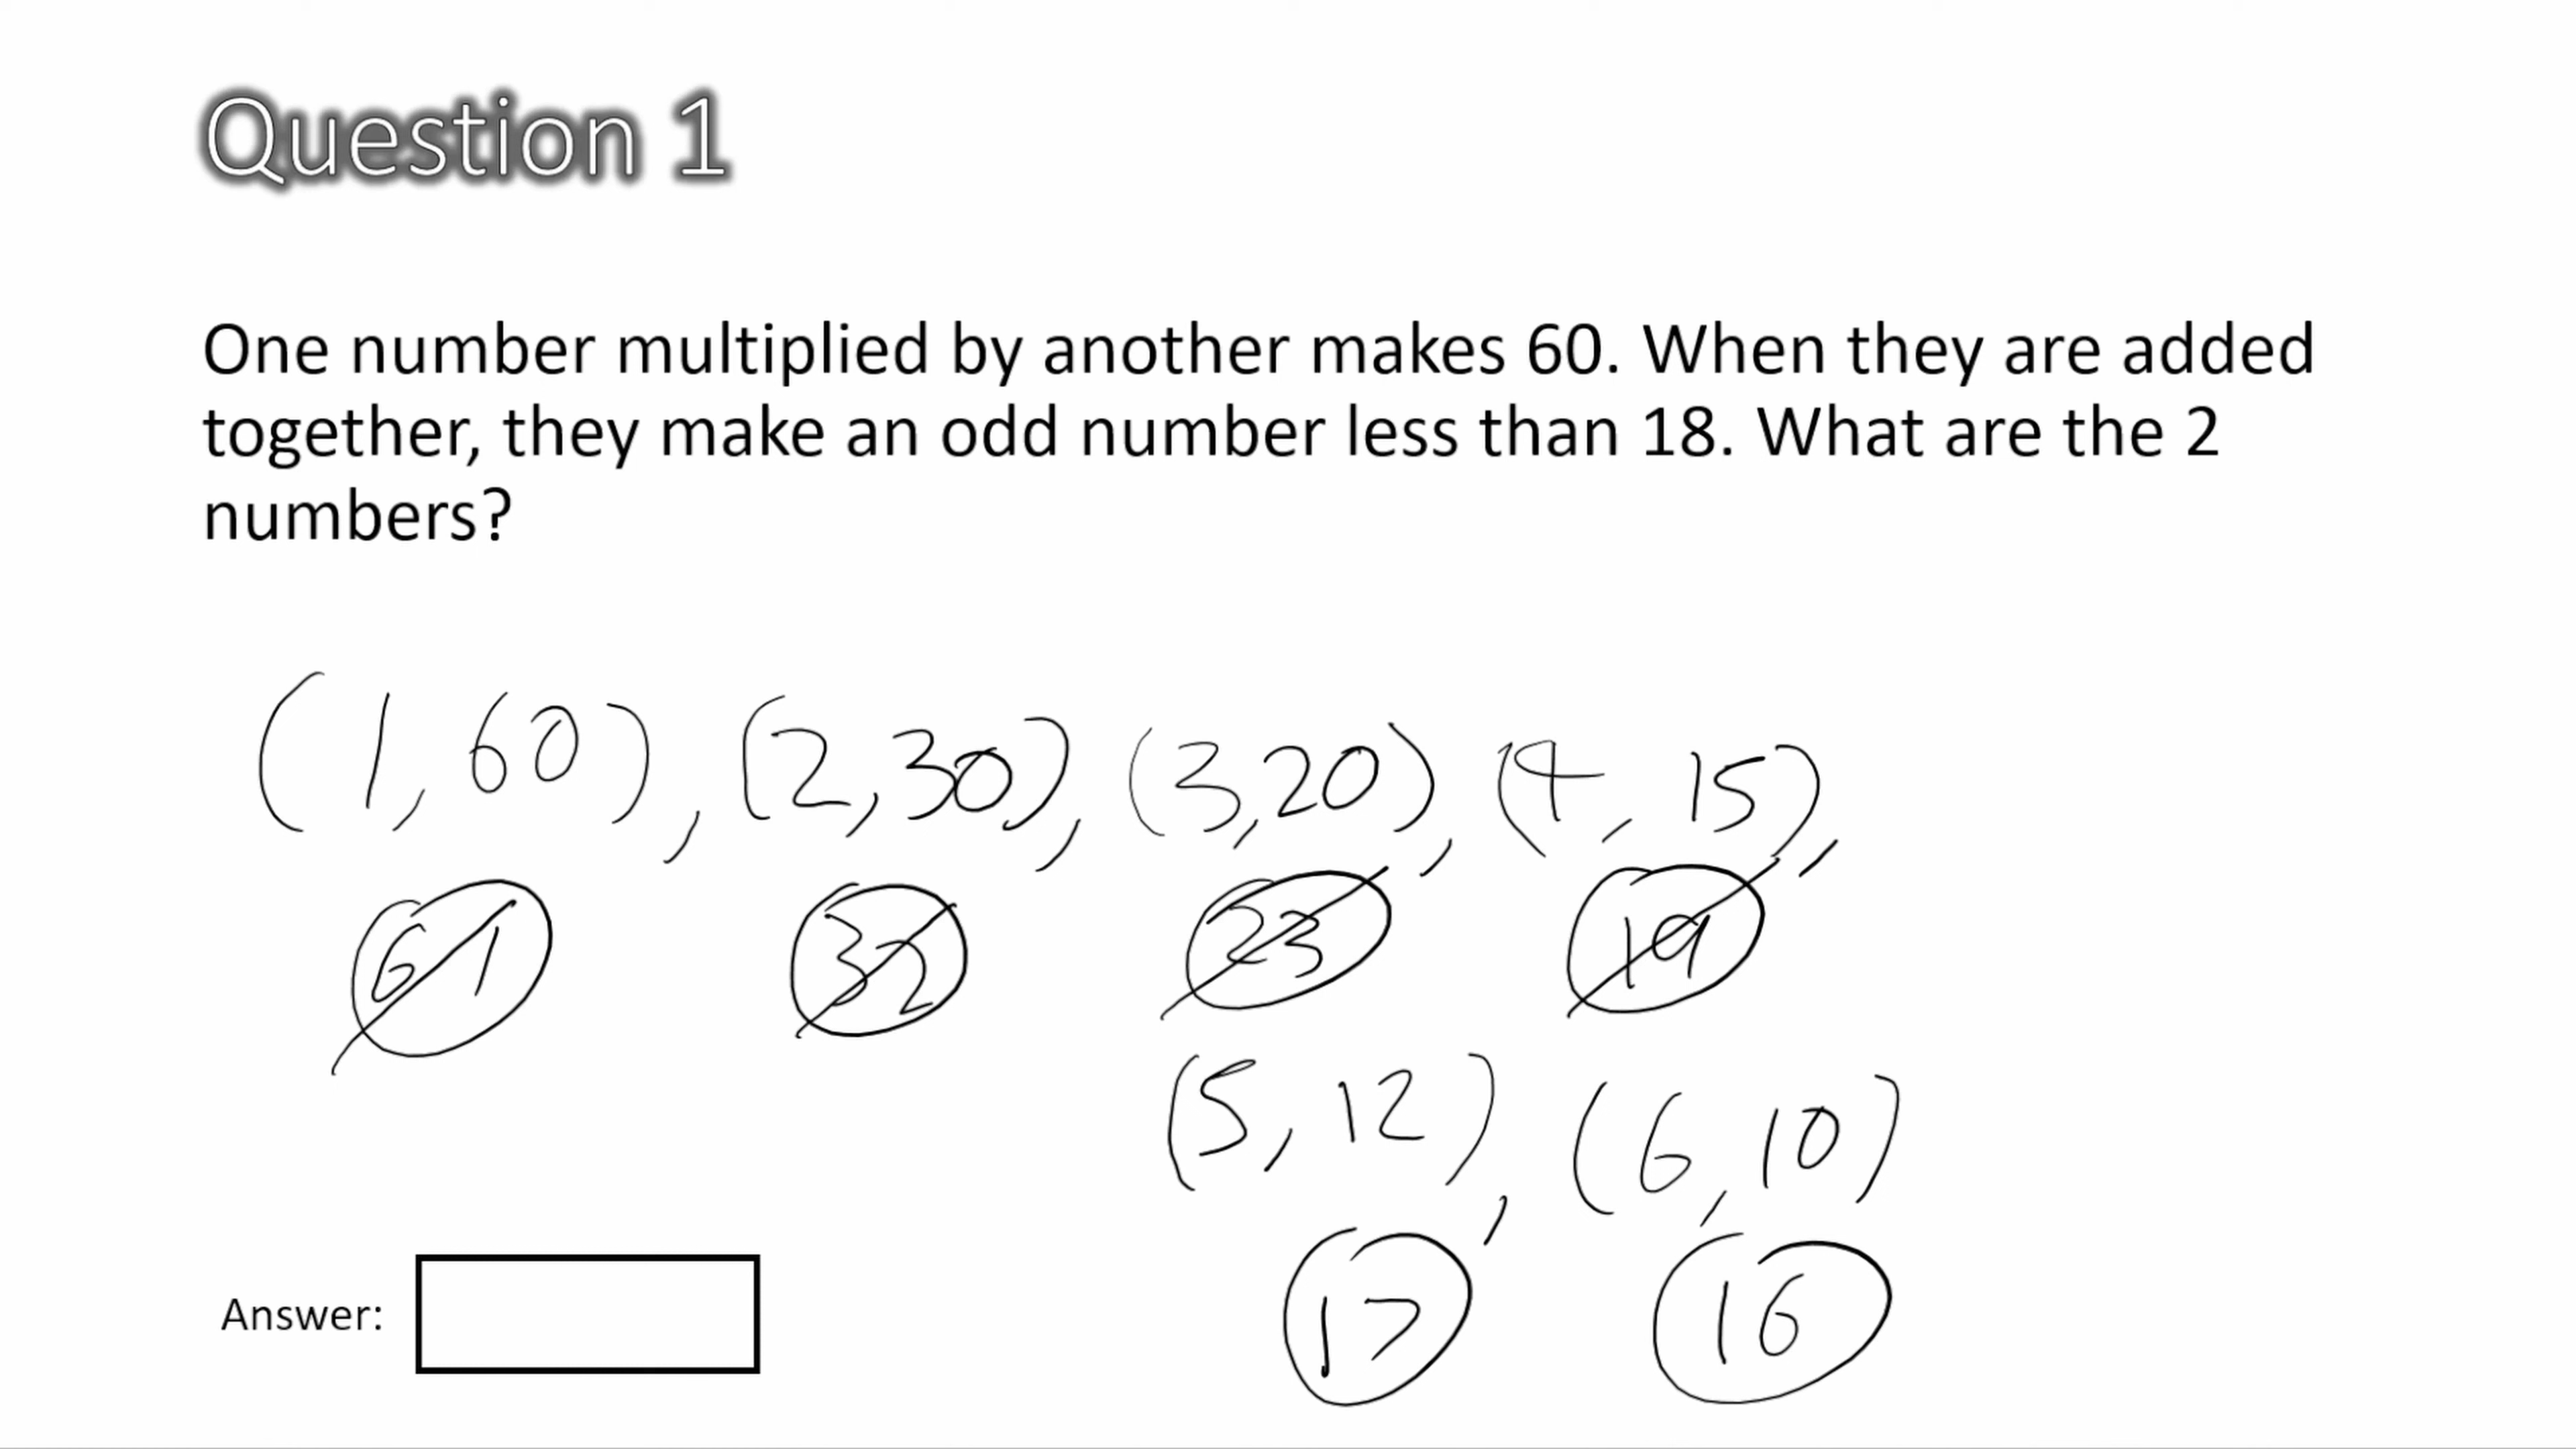 Question 1
One number multiplied by another makes 60. When they are added
together, they make an odd number less than 18. What are the 2
numbers?
(1,60), (2,30), (3,20), (4, 15),
61 32 23 19
(5, 12), (6,10)
17 16
Answer: